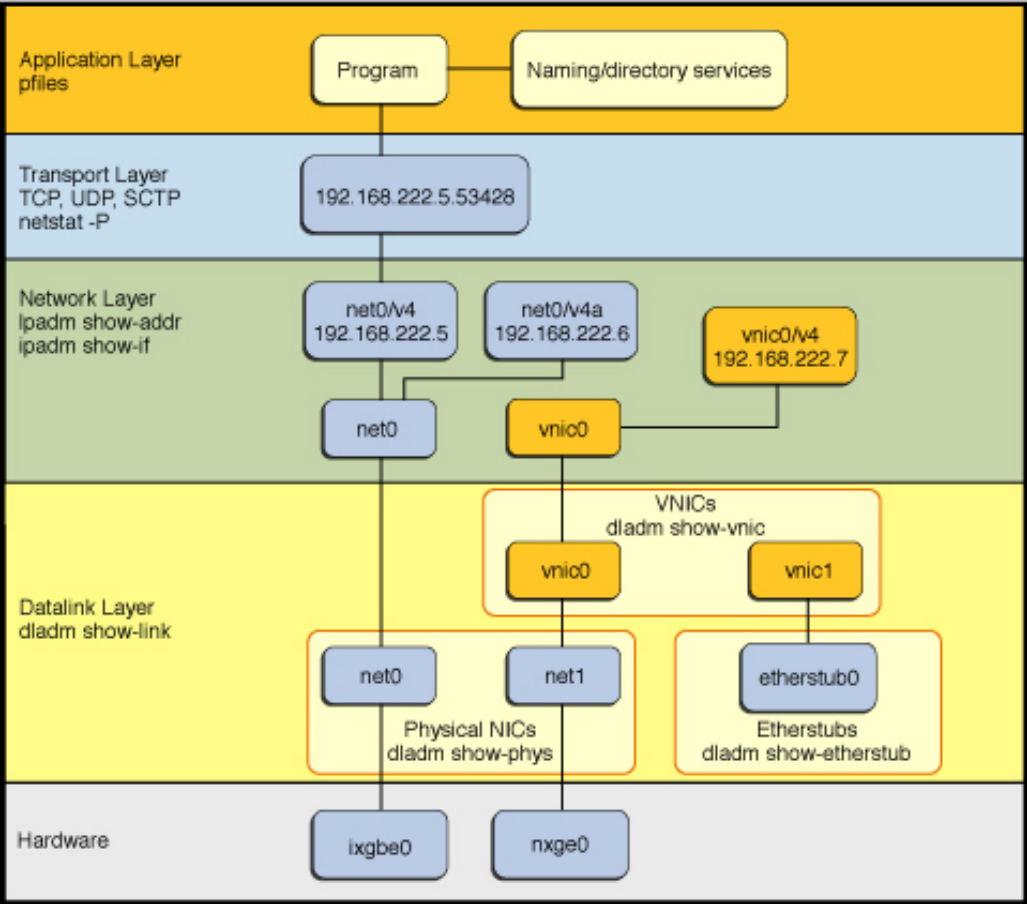 Application Layer
pfiles
Program
Naming/directory services
Transport Layer
TCP, UDP, SCTP
netstat -P
192.168.222.5.53428
Network Layer
Ipadm show-addr
ipadm show-if
net0/v4
192.168.222.5
net0/v4a
192.168.222.6
vnic0/v4
192.168.222.7
net0
vnic0
VNICs
dladm show-vnic
vnic0
vnic1
Datalink Layer
dladm show-link
net0
net1
Physical NICs
dladm show-phys
etherstub0
Etherstubs
dladm show-etherstub
Hardware
ixgbe0
nxge0